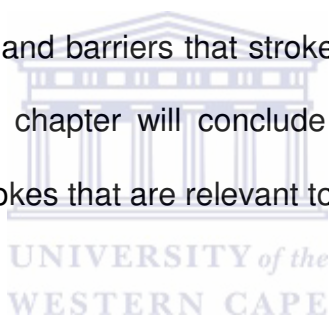 and barriers that stroke
chapter will conclude
okes that are relevant to
UNIVERSITY of the
WESTERN CAPE